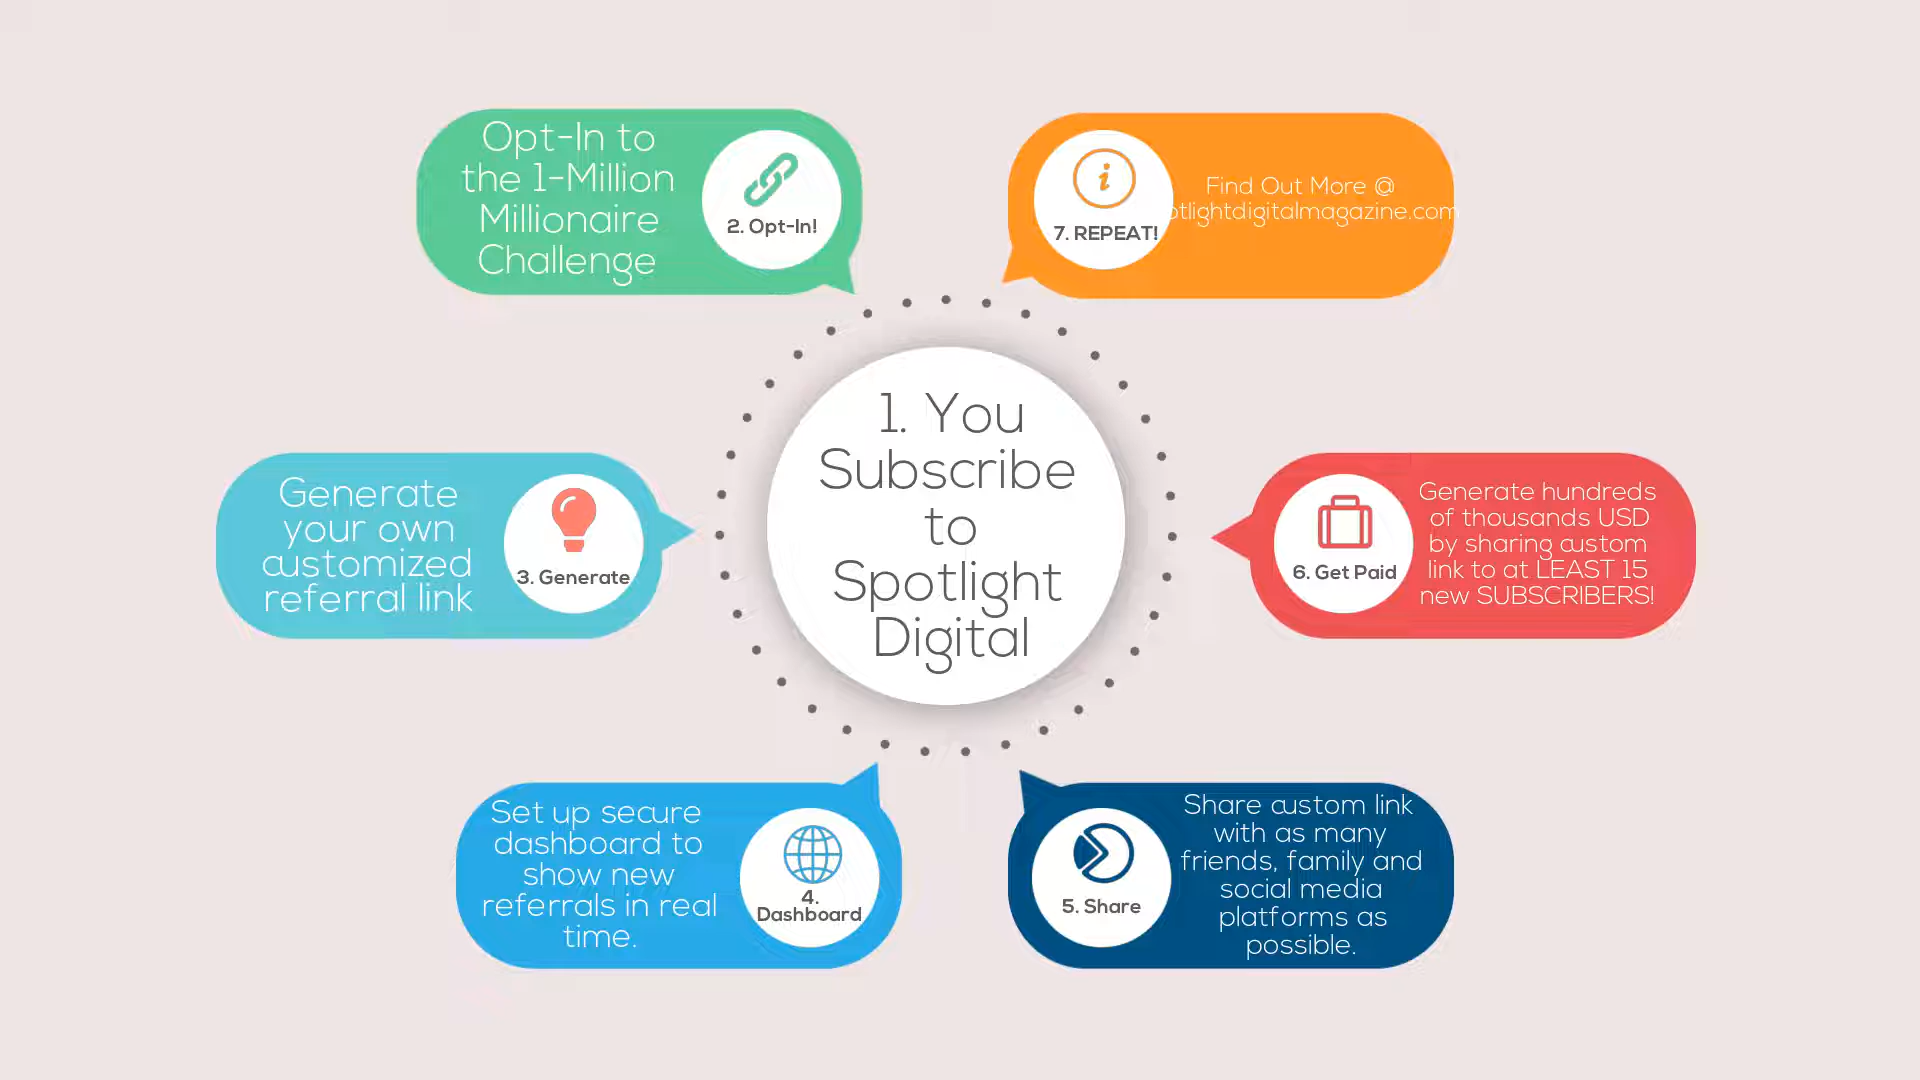 1. You
Subscribe
to
Spotlight
Digital
Opt-In to
the 1-Million
Millionaire
Challenge
2. Opt-In!
Generate
your own
customized
referral link
3. Generate
Set up secure
dashboard to
show new
referrals in real
time.
4.
Dashboard
Share custom link
with as many
friends, family and
social media
platforms as
possible.
5. Share
Generate hundreds
of thousands USD
by sharing custom
link to at LEAST 15
new SUBSCRIBERS!
6. Get Paid
Find Out More @
otlightdigitalmagazine.com
7. REPEAT!